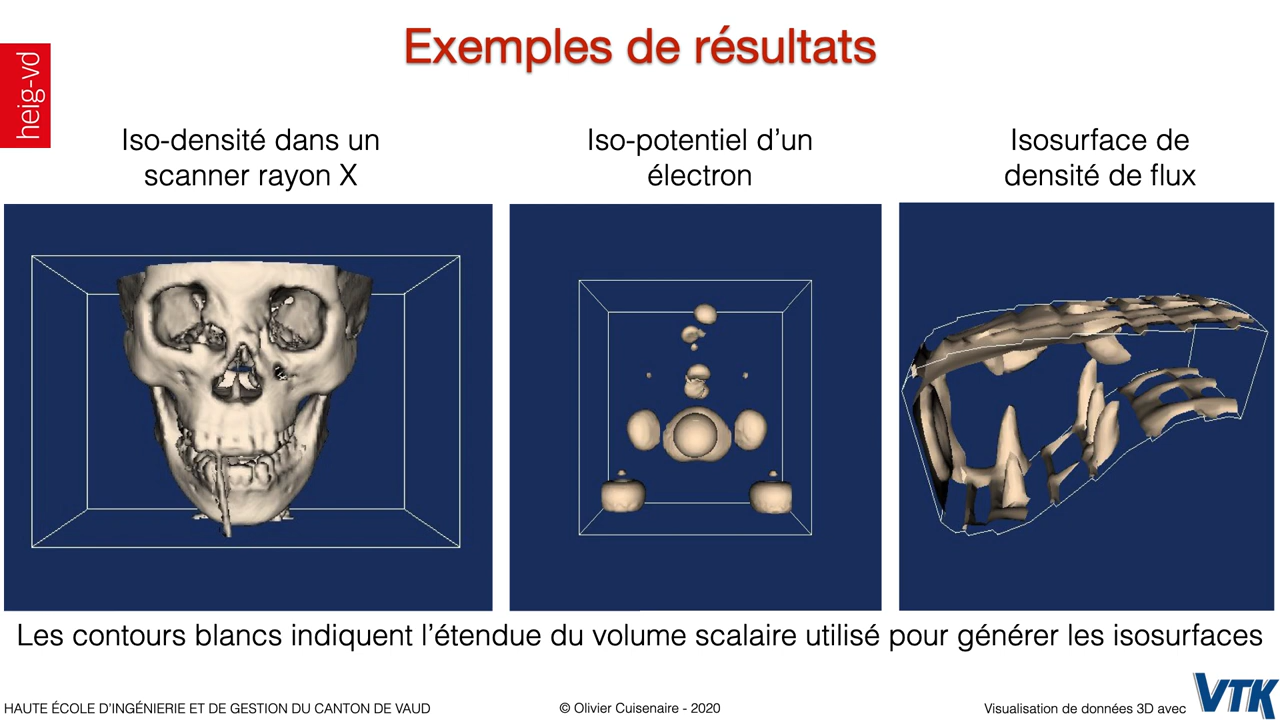 Exemples de résultats
heig-vd
Iso-densité dans un
scanner rayon X
Iso-potentiel d’un
électron
Isosurface de
densité de flux
Les contours blancs indiquent l’étendue du volume scalaire utilisé pour générer les isosurfaces
HAUTE ÉCOLE D’INGÉNIERIE ET DE GESTION DU CANTON DE VAUD
© Olivier Cuisenaire - 2020
Visualisation de données 3D avec
VTK